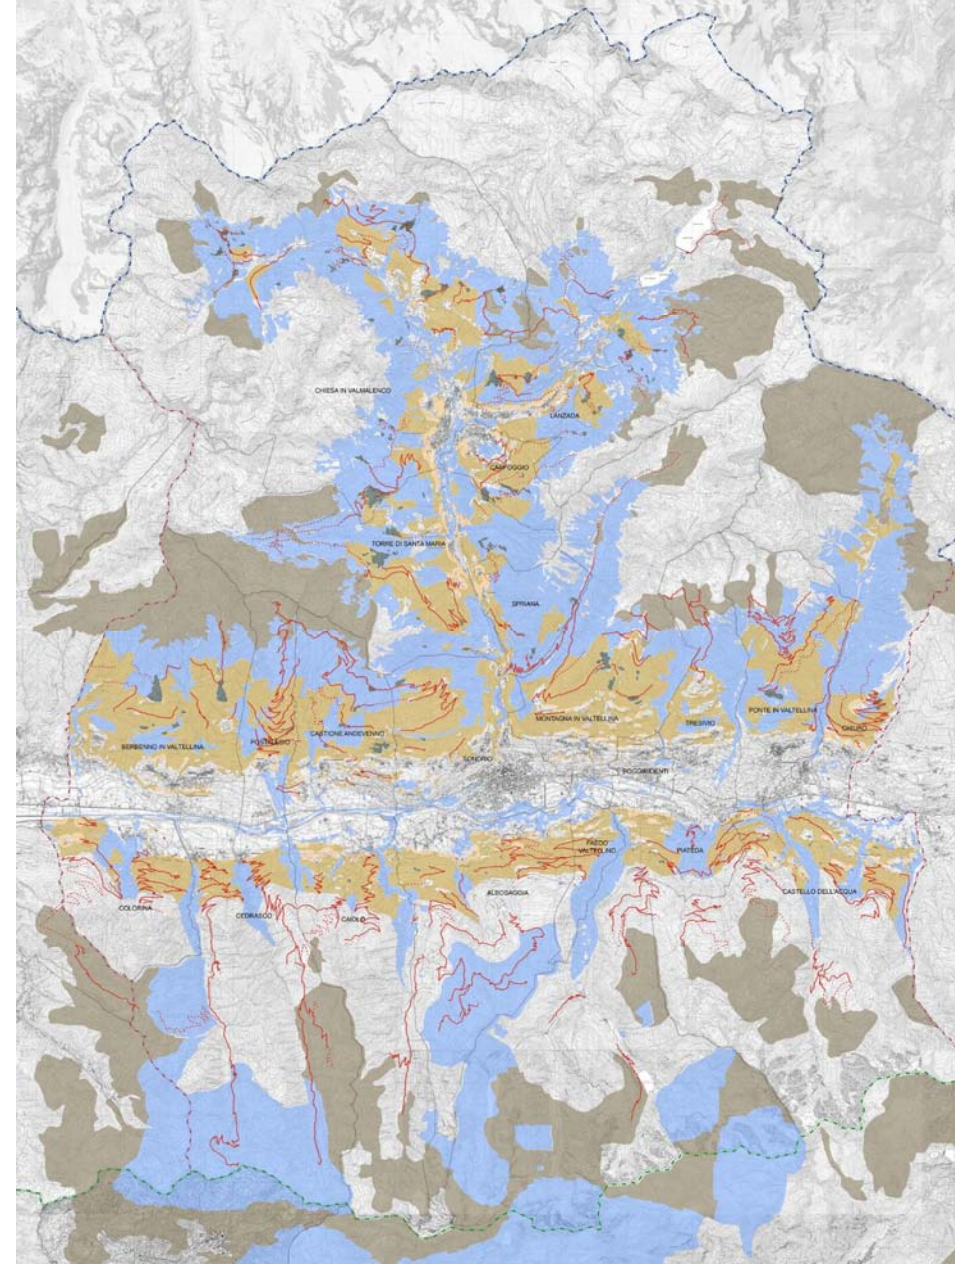 CHIESA IN VALMALENCO
LANZADA
CASPOGGIO
TORRE DI SANTA MARIA
SPRIANA
BERBENNO IN VALTELLINA
POSTALESIO
CASTIONE ANDEVENNO
MONTAGNA IN VALTELLINA
TRESIVIO
PONTE IN VALTELLINA
CHIURO
SONDRIO
POGGIRIDENTI
FAEDO
VALTELLINO
PIATEDA
COLORINA
CEDRASCO
CAIOLO
ALBOSAGGIA
CASTELLO DELL'ACQUA